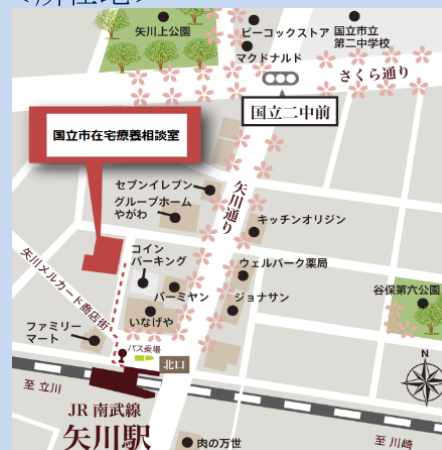 ＜所在地＞
矢川上公園
ピーコックストア
国立市立
第二中学校
マクドナルド
さくら通り
国立二中前
国立市在宅療養相談室
セブンイレブン
グループホーム
やがわ
矢川通り
キッチンオリジン
コイン
パーキング
ウェルパーク薬局
矢川メルカード商店街
バーミヤン
ジョナサン
谷保第六公園
いなげや
ファミリー
マート
バス乗場
北口
N
至 立川
JR 南武線
矢川駅
肉の万世
至 川崎